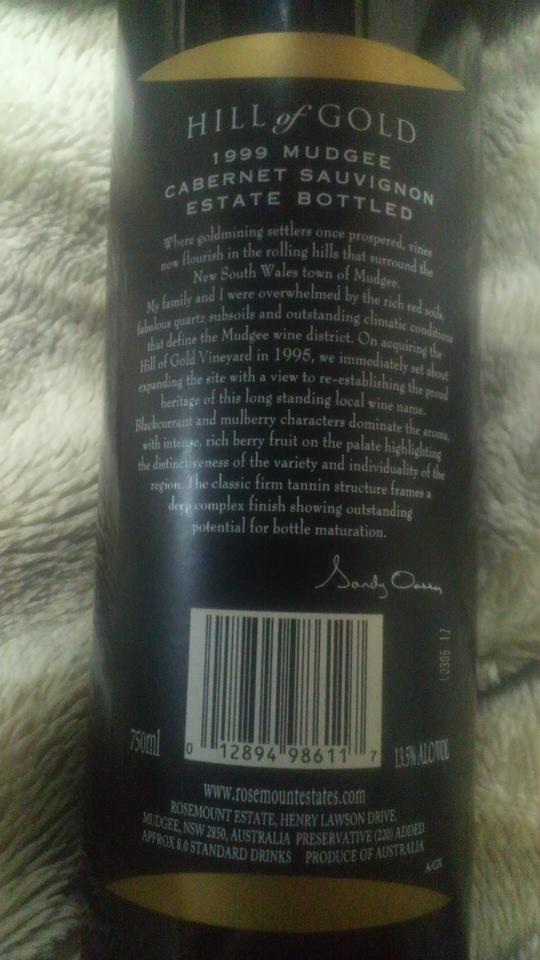 HILL of GOLD
1999 MUDGEE
CABERNET SAUVIGNON
ESTATE BOTTLED
Where goldmining settlers once prospered, vines
now flourish in the rolling hills that surround the
New South Wales town of Mudgee.
My family and I were overwhelmed by the rich red soils,
fabulous quartz subsoils and outstanding climatic conditions
that define the Mudgee wine district. On acquiring the
Hill of Gold Vineyard in 1995, we immediately set about
expanding the site with a view to re-establishing the proud
heritage of this long standing local wine name.
Blackcurrant and mulberry characters dominate the aroma,
with intense, rich berry fruit on the palate highlighting
the distinctiveness of the variety and individuality of the
region. The classic firm tannin structure frames a
deep complex finish showing outstanding
potential for bottle maturation.
Sandy
L0306 17
750ml
0 12894 98611 7
13.5% ALC/VOL
www.rosemountestates.com
ROSEMOUNT ESTATE, HENRY LAWSON DRIVE,
MUDGEE, NSW 2850, AUSTRALIA PRESERVATIVE (220) ADDED
APPROX 8.0 STANDARD DRINKS PRODUCE OF AUSTRALIA